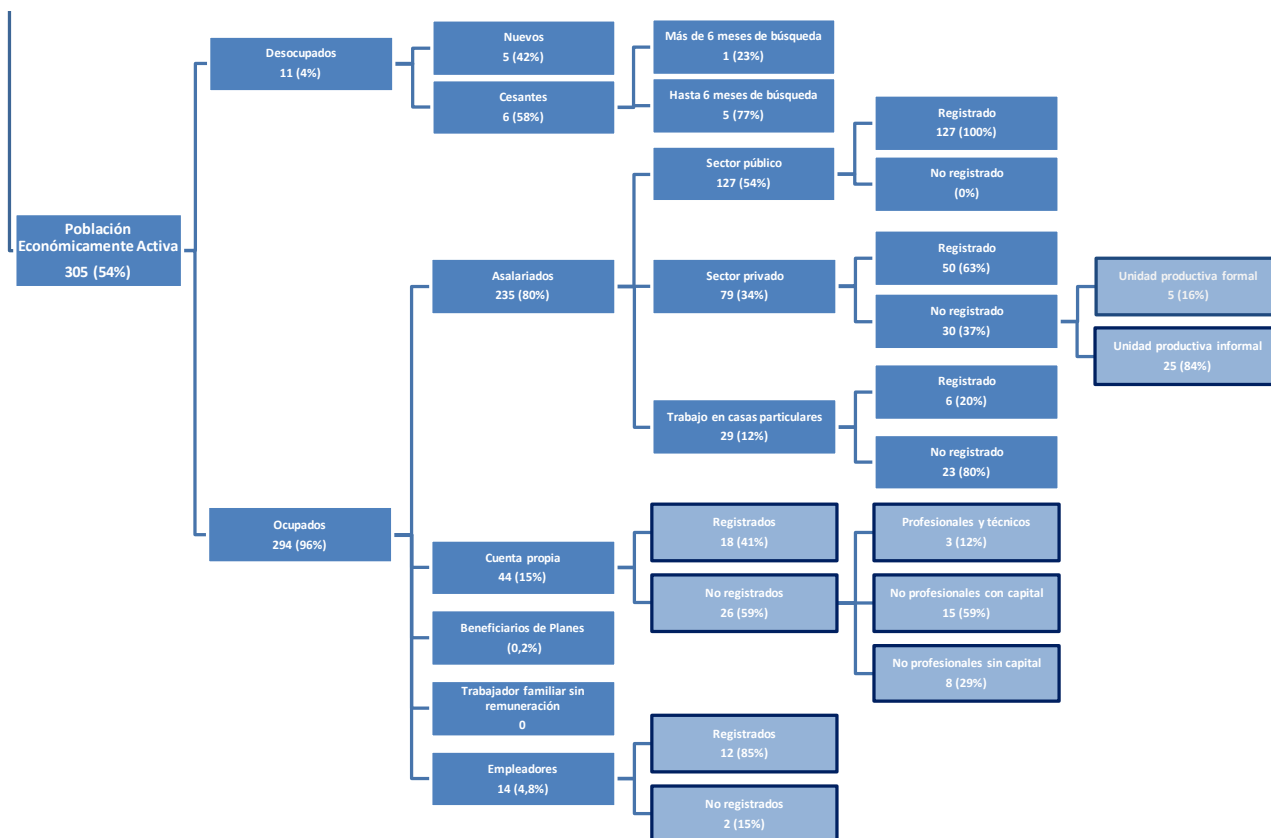 Población
Económicamente Activa
305 (54%)
Desocupados
11 (4%)
Nuevos
5 (42%)
Cesantes
6 (58%)
Más de 6 meses de búsqueda
1 (23%)
Hasta 6 meses de búsqueda
5 (77%)
Ocupados
294 (96%)
Asalariados
235 (80%)
Sector público
127 (54%)
Registrado
127 (100%)
No registrado
(0%)
Sector privado
79 (34%)
Registrado
50 (63%)
No registrado
30 (37%)
Unidad productiva formal
5 (16%)
Unidad productiva informal
25 (84%)
Trabajo en casas particulares
29 (12%)
Registrado
6 (20%)
No registrado
23 (80%)
Cuenta propia
44 (15%)
Registrados
18 (41%)
No registrados
26 (59%)
Profesionales y técnicos
3 (12%)
No profesionales con capital
15 (59%)
No profesionales sin capital
8 (29%)
Beneficiarios de Planes
(0,2%)
Trabajador familiar sin
remuneración
0
Empleadores
14 (4,8%)
Registrados
12 (85%)
No registrados
2 (15%)